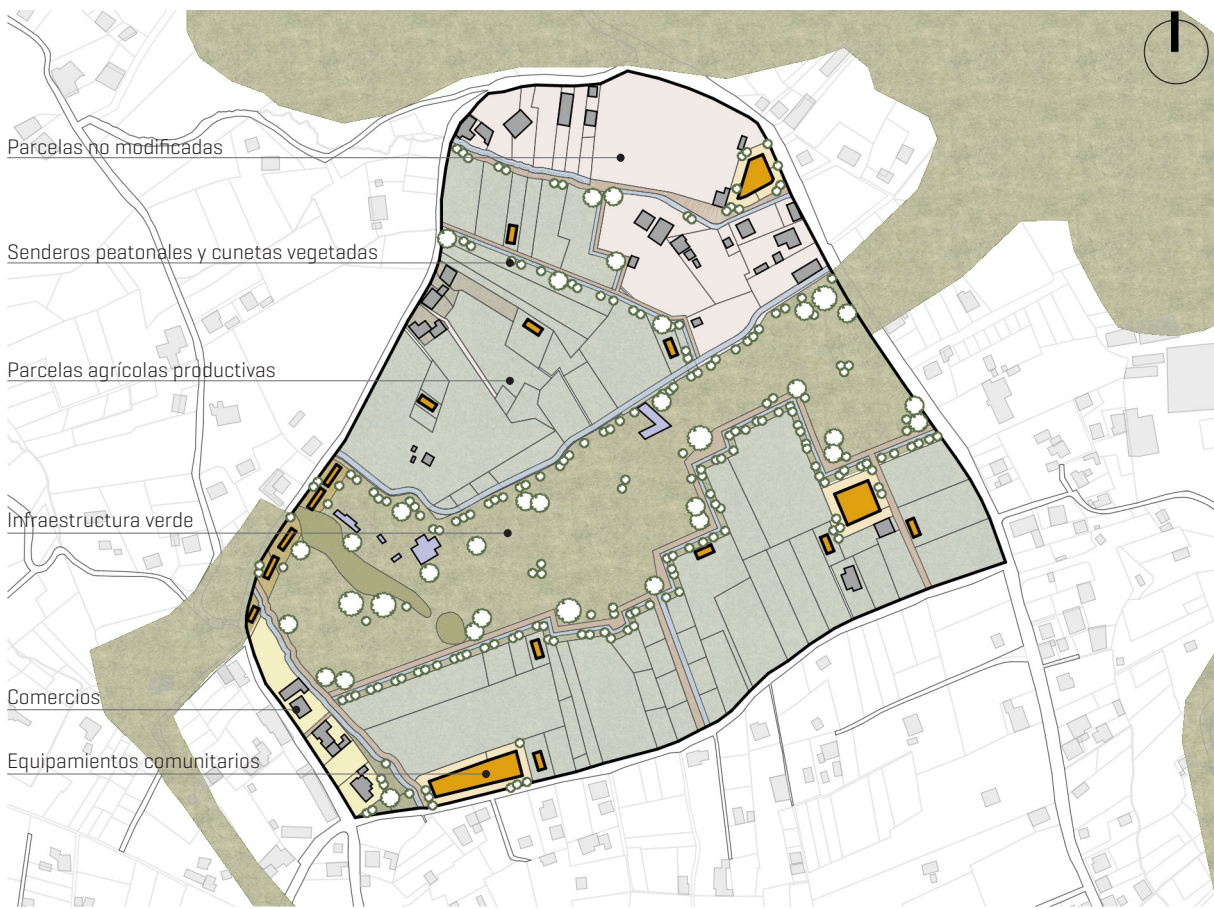 Parcelas no modificadas
Senderos peatonales y cunetas vegetadas
Parcelas agrícolas productivas
Infraestructura verde
Comercios
Equipamientos comunitarios